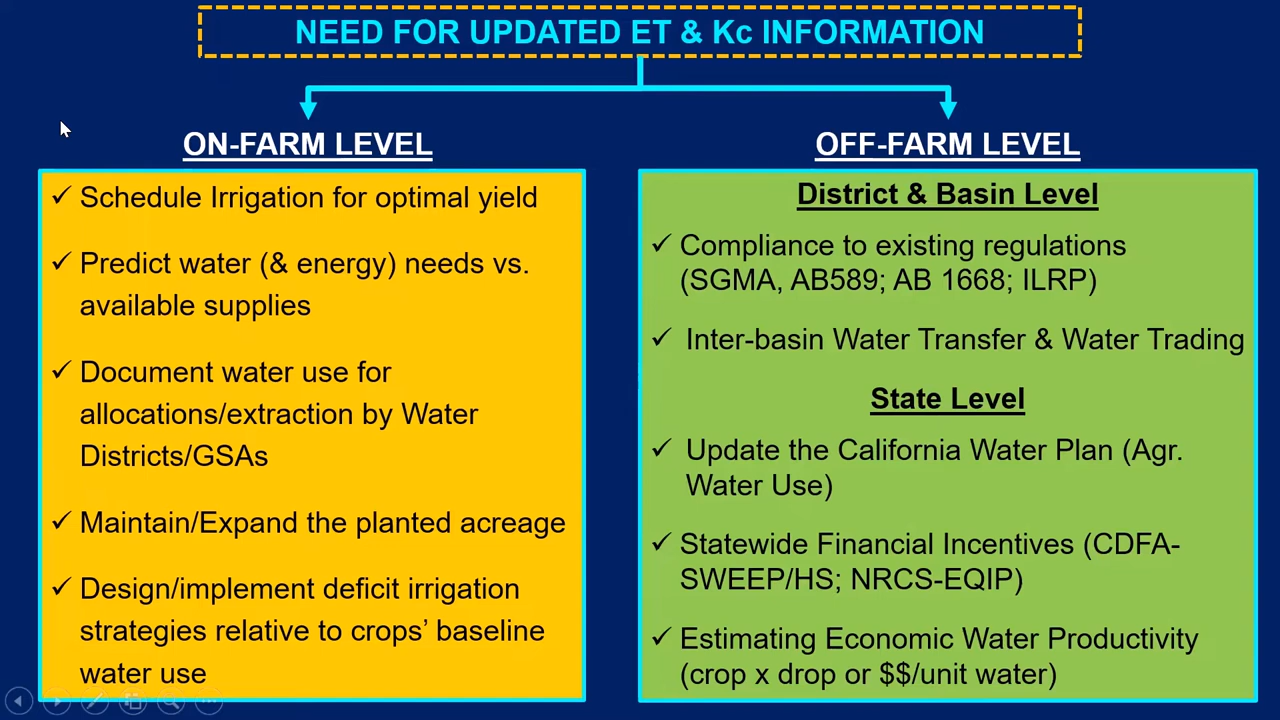 NEED FOR UPDATED ET & Kc INFORMATION
ON-FARM LEVEL
✓ Schedule Irrigation for optimal yield
✓ Predict water (& energy) needs vs.
available supplies
✓ Document water use for
allocations/extraction by Water
Districts/GSAs
✓ Maintain/Expand the planted acreage
✓ Design/implement deficit irrigation
strategies relative to crops’ baseline
water use
OFF-FARM LEVEL
District & Basin Level
✓ Compliance to existing regulations
(SGMA, AB589; AB 1668; ILRP)
✓ Inter-basin Water Transfer & Water Trading
State Level
✓ Update the California Water Plan (Agr.
Water Use)
✓ Statewide Financial Incentives (CDFA-
SWEEP/HS; NRCS-EQIP)
✓ Estimating Economic Water Productivity
(crop x drop or $$/unit water)